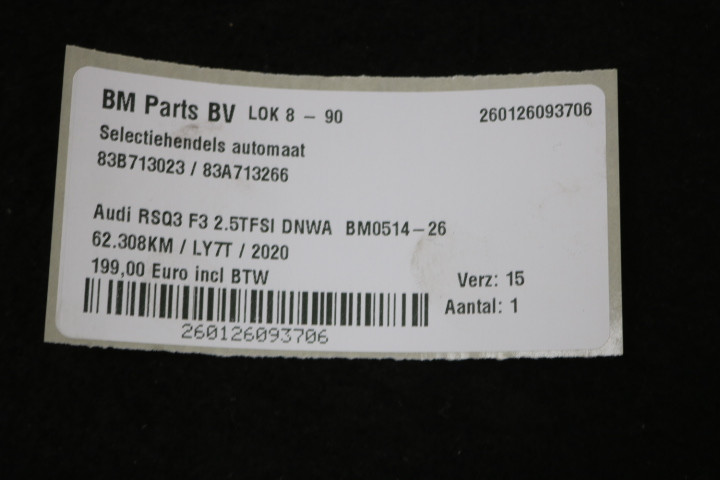 BM Parts BV LOK 8 – 90 260126093706
Selectiehendels automaat
83B713023 / 83A713266
Audi RSQ3 F3 2.5TFSI DNWA BM0514-26
62.308KM / LY7T / 2020
199,00 Euro incl BTW Verz: 15
Aantal: 1
260126093706